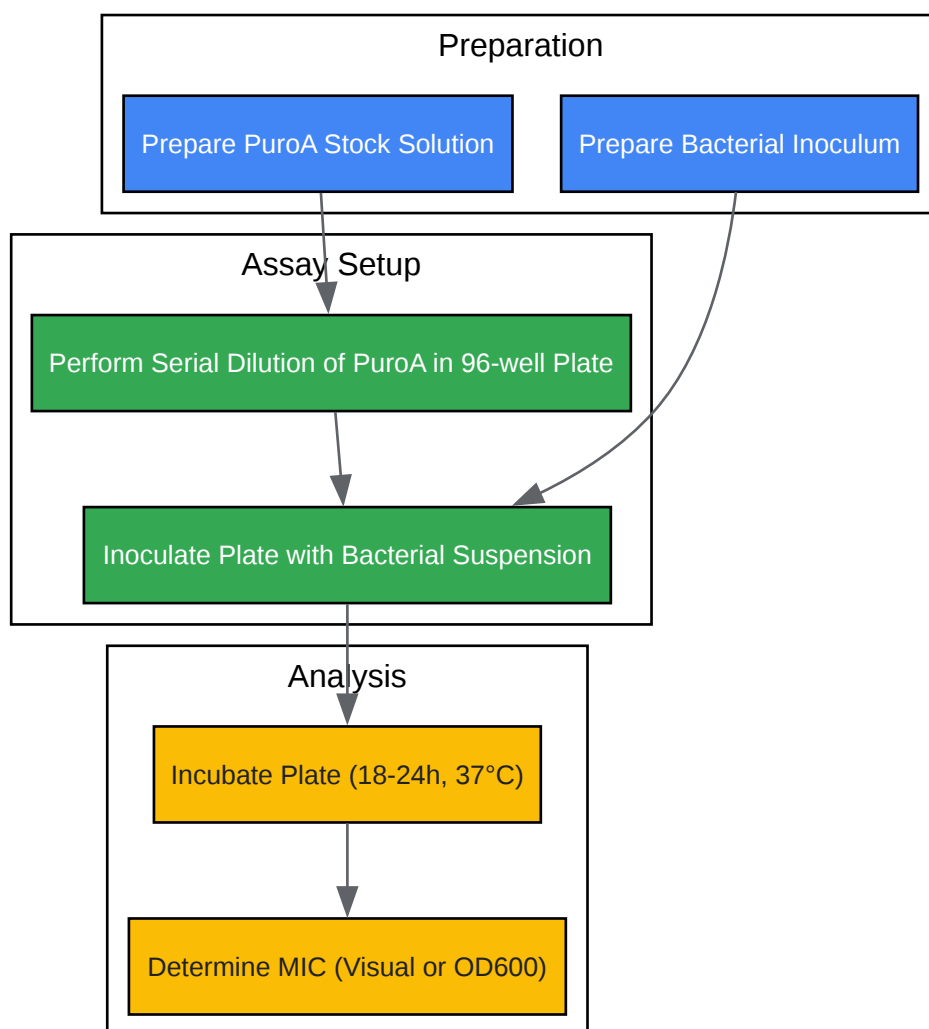 Preparation
Prepare PuroA Stock Solution
Prepare Bacterial Inoculum
Assay Setup
Perform Serial Dilution of PuroA in 96-well Plate
Inoculate Plate with Bacterial Suspension
Analysis
Incubate Plate (18-24h, 37°C)
Determine MIC (Visual or OD600)